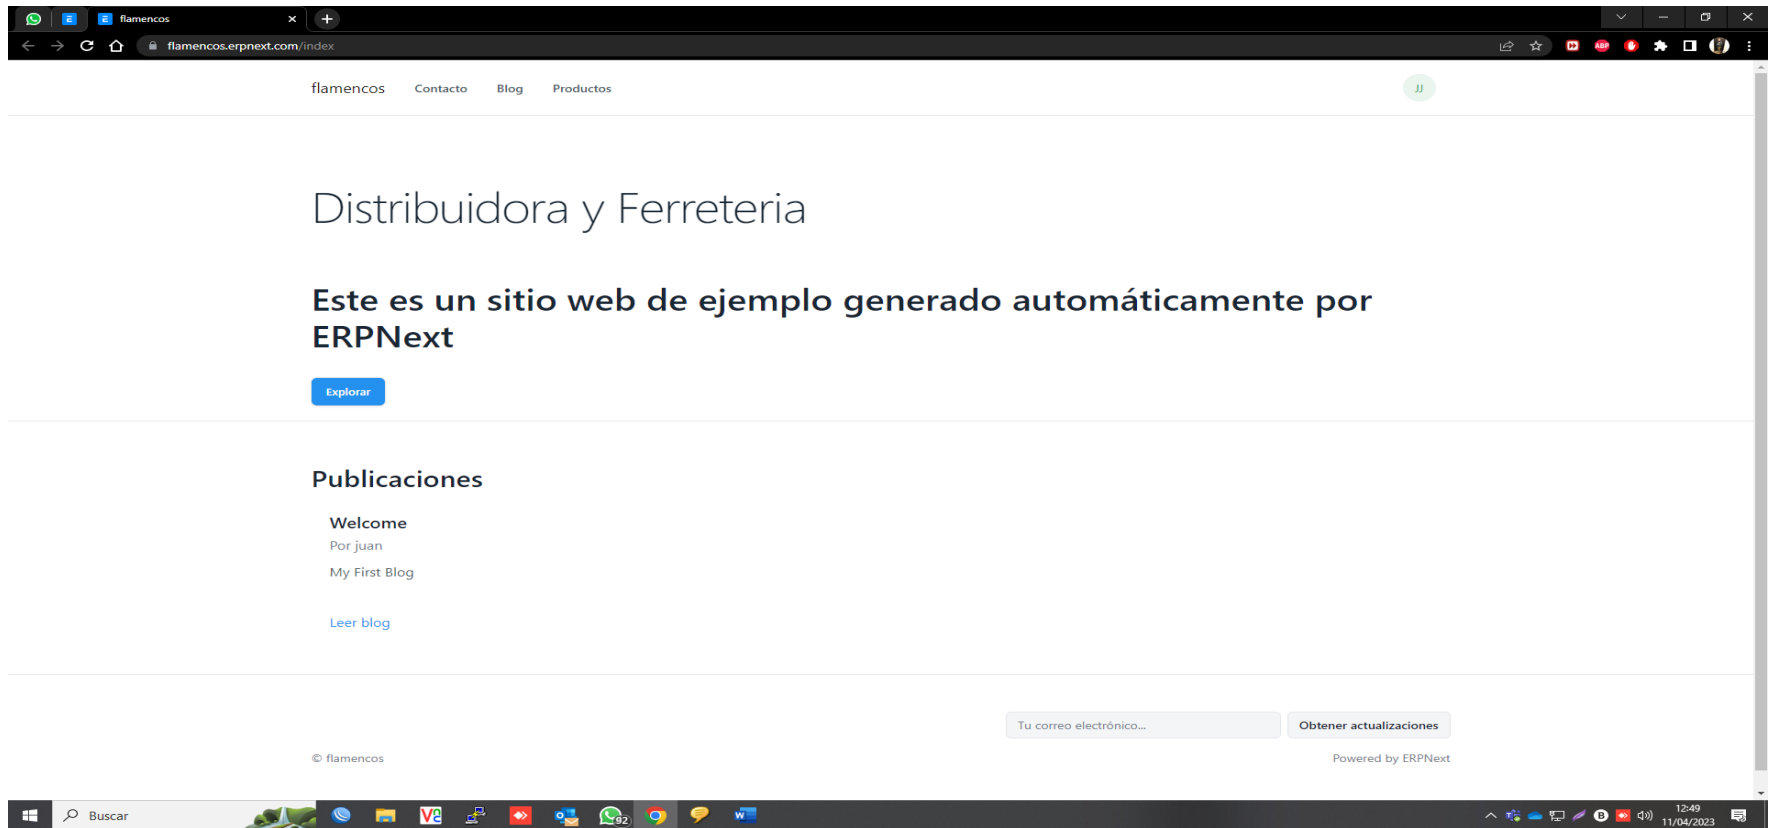 flamencos
flamencos.erpnext.com/index
ABP
flamencos Contacto Blog Productos JJ
Distribuidora y Ferreteria
Este es un sitio web de ejemplo generado automáticamente por
ERPNext
Explorar
Publicaciones
Welcome
Por juan
My First Blog
Leer blog
Tu correo electrónico... Obtener actualizaciones
© flamencos Powered by ERPNext
Buscar
92
12:49
11/04/2023